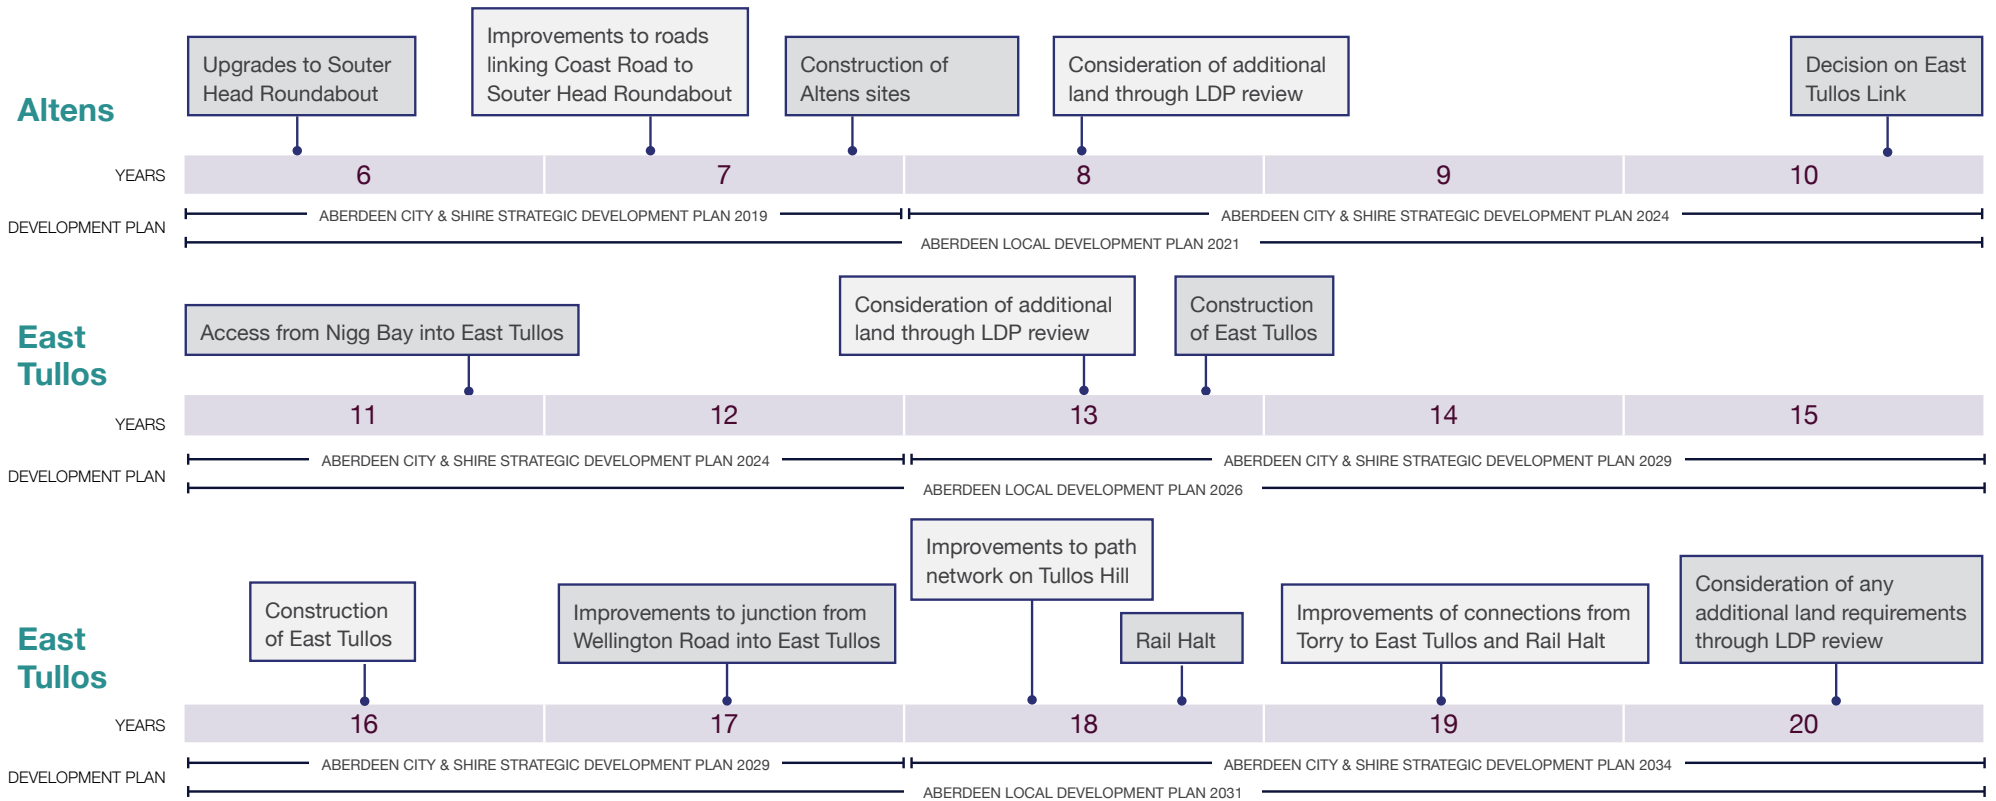 Altens
Upgrades to Souter
Head Roundabout
Improvements to roads
linking Coast Road to
Souter Head Roundabout
Construction of
Altens sites
Consideration of additional
land through LDP review
Decision on East
Tullos Link
YEARS
6
7
8
9
10
DEVELOPMENT PLAN
ABERDEEN CITY & SHIRE STRATEGIC DEVELOPMENT PLAN 2019
ABERDEEN CITY & SHIRE STRATEGIC DEVELOPMENT PLAN 2024
ABERDEEN LOCAL DEVELOPMENT PLAN 2021
East
Tullos
Access from Nigg Bay into East Tullos
Consideration of additional
land through LDP review
Construction
of East Tullos
YEARS
11
12
13
14
15
DEVELOPMENT PLAN
ABERDEEN CITY & SHIRE STRATEGIC DEVELOPMENT PLAN 2024
ABERDEEN CITY & SHIRE STRATEGIC DEVELOPMENT PLAN 2029
ABERDEEN LOCAL DEVELOPMENT PLAN 2026
East
Tullos
Construction
of East Tullos
Improvements to junction from
Wellington Road into East Tullos
Improvements to path
network on Tullos Hill
Rail Halt
Improvements of connections from
Torry to East Tullos and Rail Halt
Consideration of any
additional land requirements
through LDP review
YEARS
16
17
18
19
20
DEVELOPMENT PLAN
ABERDEEN CITY & SHIRE STRATEGIC DEVELOPMENT PLAN 2029
ABERDEEN CITY & SHIRE STRATEGIC DEVELOPMENT PLAN 2034
ABERDEEN LOCAL DEVELOPMENT PLAN 2031